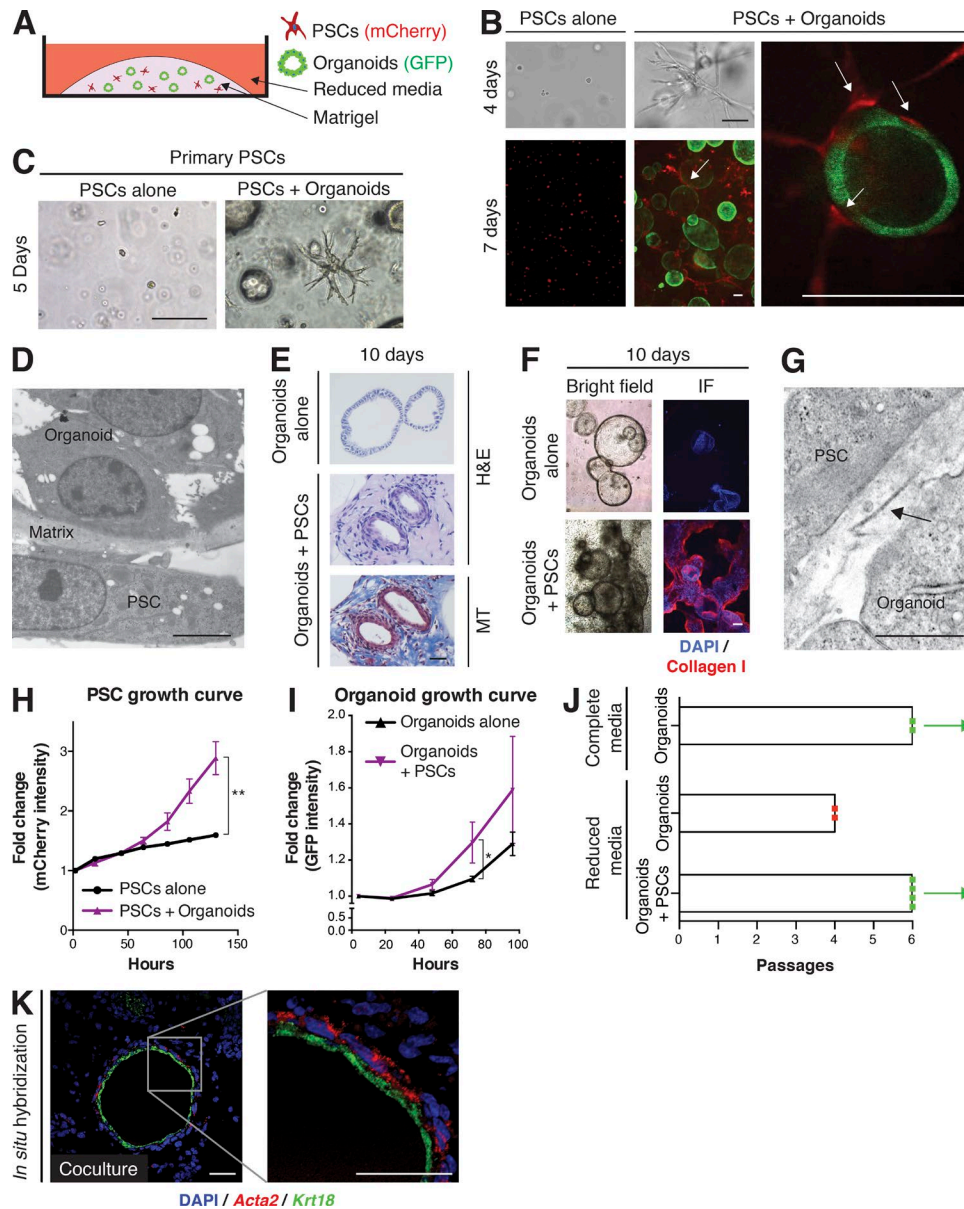 A
PSCs (mCherry)
Organoids (GFP)
Reduced media
Matrigel
B
PSCs alone
PSCs + Organoids
4 days
7 days
C
Primary PSCs
PSCs alone
PSCs + Organoids
5 Days
D
Organoid
Matrix
PSC
E
10 days
Organoids
alone
Organoids + PSCs
H&E
MT
F
10 days
Bright field
IF
Organoids
alone
Organoids
+ PSCs
DAPI /
Collagen I
G
PSC
Organoid
H
PSC growth curve
Fold change
(mCherry intensity)
3
2
1
**
PSCs alone
PSCs + Organoids
0
50
100
150
Hours
I
Organoid growth curve
Organoids alone
Organoids
+ PSCs
Fold change
(GFP intensity)
2.0
1.8
1.6
1.4
1.2
1.0
0.5
0.0
*
0
20
40
60
80
100
Hours
J
Complete
media
Organoids
Reduced
media
Organoids
Organoids
+ PSCs
0
1
2
3
4
5
6
Passages
K
In situ hybridization
Coculture
DAPI / Acta2 / Krt18